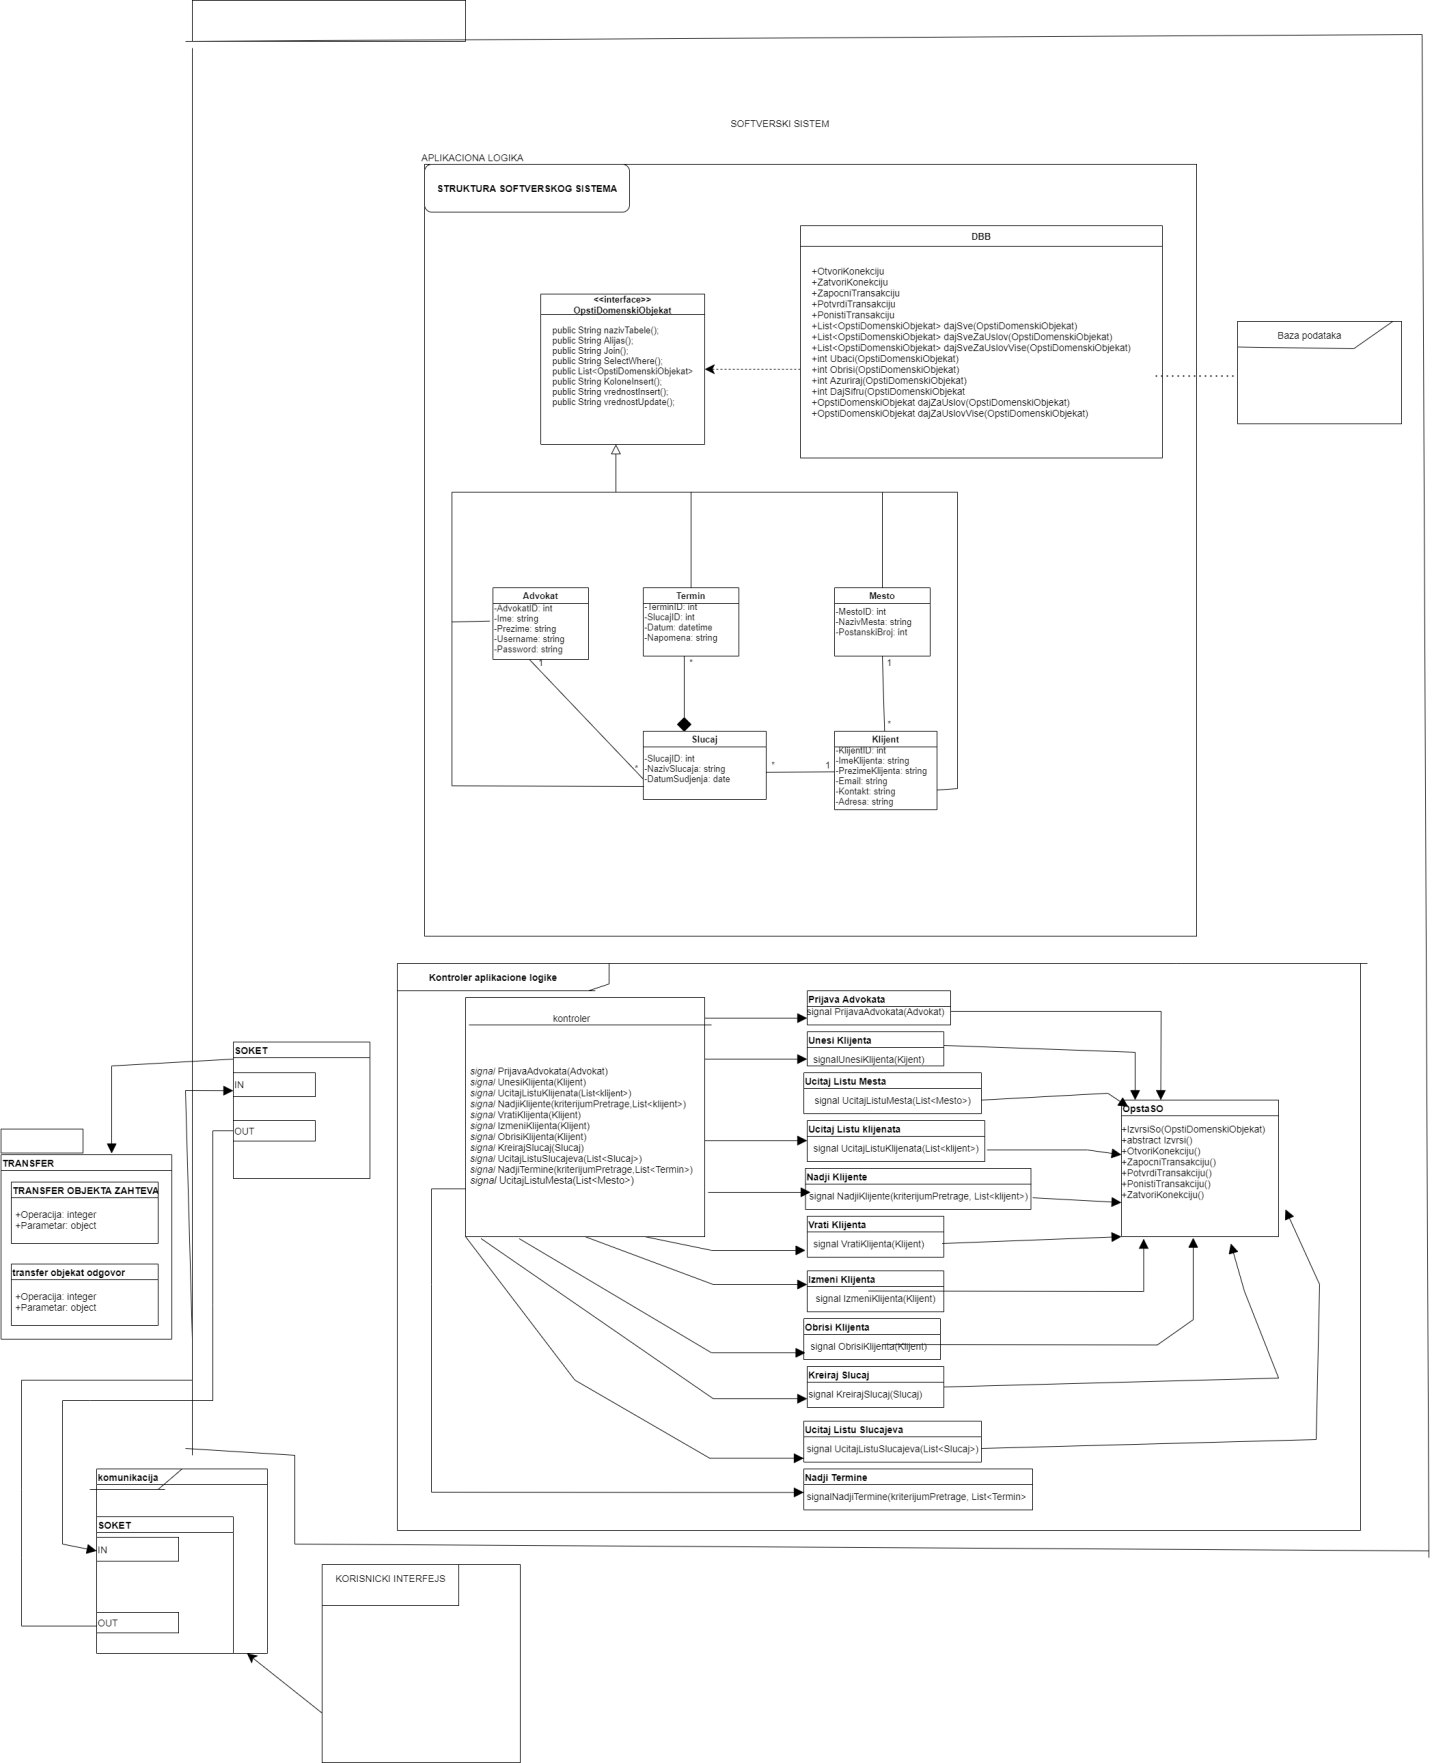 SOFTVERSKI SISTEM
APLIKACIONA LOGIKA
STRUKTURA SOFTVERSKOG SISTEMA
DBB
+OtvoriKonekciju
+ZatvoriKonekciju
+ZapocniTransakciju
+PotvrdiTransakciju
+PonistiTransakciju
+List<OpstiDomenskiObjekat> dajSve(OpstiDomenskiObjekat)
+List<OpstiDomenskiObjekat> dajSveZaUslov(OpstiDomenskiObjekat)
+List<OpstiDomenskiObjekat> dajSveZaUslovVise(OpstiDomenskiObjekat)
+int Ubaci(OpstiDomenskiObjekat)
+int Obrisi(OpstiDomenskiObjekat)
+int Azuriraj(OpstiDomenskiObjekat)
+int DajSifru(OpstiDomenskiObjekat
+OpstiDomenskiObjekat dajZaUslov(OpstiDomenskiObjekat)
+OpstiDomenskiObjekat dajZaUslovVise(OpstiDomenskiObjekat)
<<interface>>
OpstiDomenskiObjekat
public String nazivTabele();
public String Alijas();
public String Join();
public String SelectWhere();
public List<OpstiDomenskiObjekat>
public String KoloneInsert();
public String vrednostInsert();
public String vrednostUpdate();
Baza podataka
Advokat
-AdvokatID: int
-Ime: string
-Prezime: string
-Username: string
-Password: string
1
Termin
-TerminID: int
-SlucajID: int
-Datum: datetime
-Napomena: string
*
Mesto
-MestoID: int
-NazivMesta: string
-PostanskiBroj: int
1
*
Slucaj
-SlucajID: int
-NazivSlucaja: string
-DatumSudjenja: date
*
*
1
Klijent
-KlijentID: int
-ImeKlijenta: string
-PrezimeKlijenta: string
-Email: string
-Kontakt: string
-Adresa: string
Kontroler aplikacione logike
kontroler
signal PrijavaAdvokata(Advokat)
signal UnesiKlijenta(Klijent)
signal UcitajListuKlijenata(List<klijent>)
signal NadjiKlijente(kriterijumPretrage,List<klijent>)
signal VratiKlijenta(Klijent)
signal IzmeniKlijenta(Klijent)
signal ObrisiKlijenta(Klijent)
signal KreirajSlucaj(Slucaj)
signal UcitajListuSlucajeva(List<Slucaj>)
signal NadjiTermine(kriterijumPretrage,List<Termin>)
signal UcitajListuMesta(List<Mesto>)
Prijava Advokata
signal PrijavaAdvokata(Advokat)
Unesi Klijenta
signalUnesiKlijenta(Kijent)
Ucitaj Listu Mesta
signal UcitajListuMesta(List<Mesto>)
Ucitaj Listu klijenata
signal UcitajListuKlijenata(List<klijent>)
Nadji Klijente
signal NadjiKlijente(kriterijumPretrage, List<klijent>)
Vrati Klijenta
signal VratiKlijenta(Klijent)
Izmeni Klijenta
signal IzmeniKlijenta(Klijent)
Obrisi Klijenta
signal ObrisiKlijenta(Klijent)
Kreiraj Slucaj
signal KreirajSlucaj(Slucaj)
Ucitaj Listu Slucajeva
signal UcitajListuSlucajeva(List<Slucaj>)
Nadji Termine
signalNadjiTermine(kriterijumPretrage, List<Termin>
OpstaSO
+IzvrsiSo(OpstiDomenskiObjekat)
+abstract Izvrsi()
+OtvoriKonekciju()
+ZapocniTransakciju()
+PotvrdiTransakciju()
+PonistiTransakciju()
+ZatvoriKonekciju()
SOKET
IN
OUT
TRANSFER
TRANSFER OBJEKTA ZAHTEVA
+Operacija: integer
+Parametar: object
transfer objekat odgovor
+Operacija: integer
+Parametar: object
komunikacija
SOKET
IN
OUT
KORISNICKI INTERFEJS